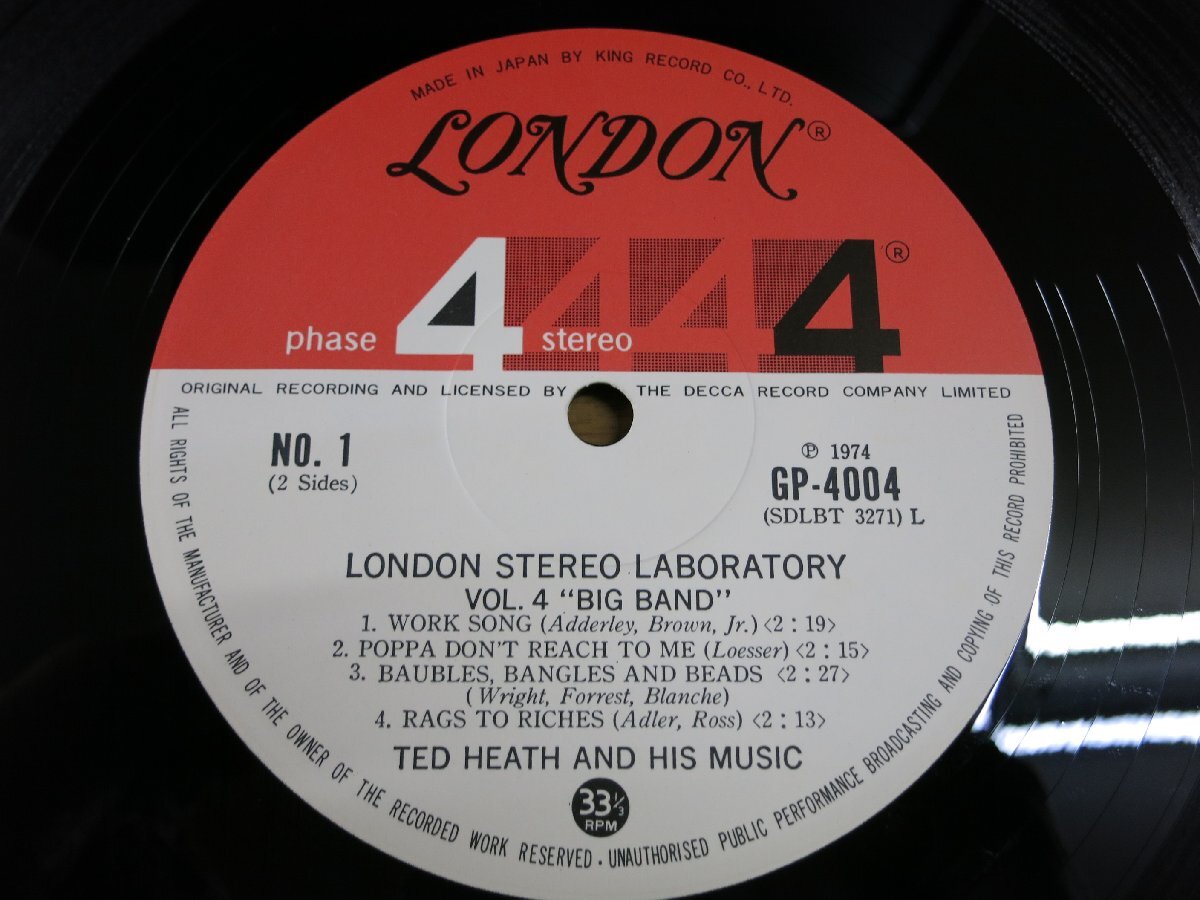 MADE IN JAPAN BY KING RECORD CO., LTD.
LONDON®
phase 4 stereo 4 ®
ORIGINAL RECORDING AND LICENSED BY THE DECCA RECORD COMPANY LIMITED
NO. 1
(2 Sides)
℗ 1974
GP-4004
(SDLBT 3271) L
LONDON STEREO LABORATORY
VOL. 4 "BIG BAND"
1. WORK SONG (Adderley, Brown, Jr.) <2:19>
2. POPPA DON'T REACH TO ME (Loesser) <2:15>
3. BAUBLES, BANGLES AND BEADS <2:27>
(Wright, Forrest, Blanche)
4. RAGS TO RICHES (Adler, Ross) <2:13>
TED HEATH AND HIS MUSIC
33 1/3
RPM
ALL RIGHTS OF THE MANUFACTURER AND OF THE OWNER OF THE RECORDED WORK RESERVED. UNAUTHORISED PUBLIC PERFORMANCE BROADCASTING AND COPYING OF THIS RECORD PROHIBITED